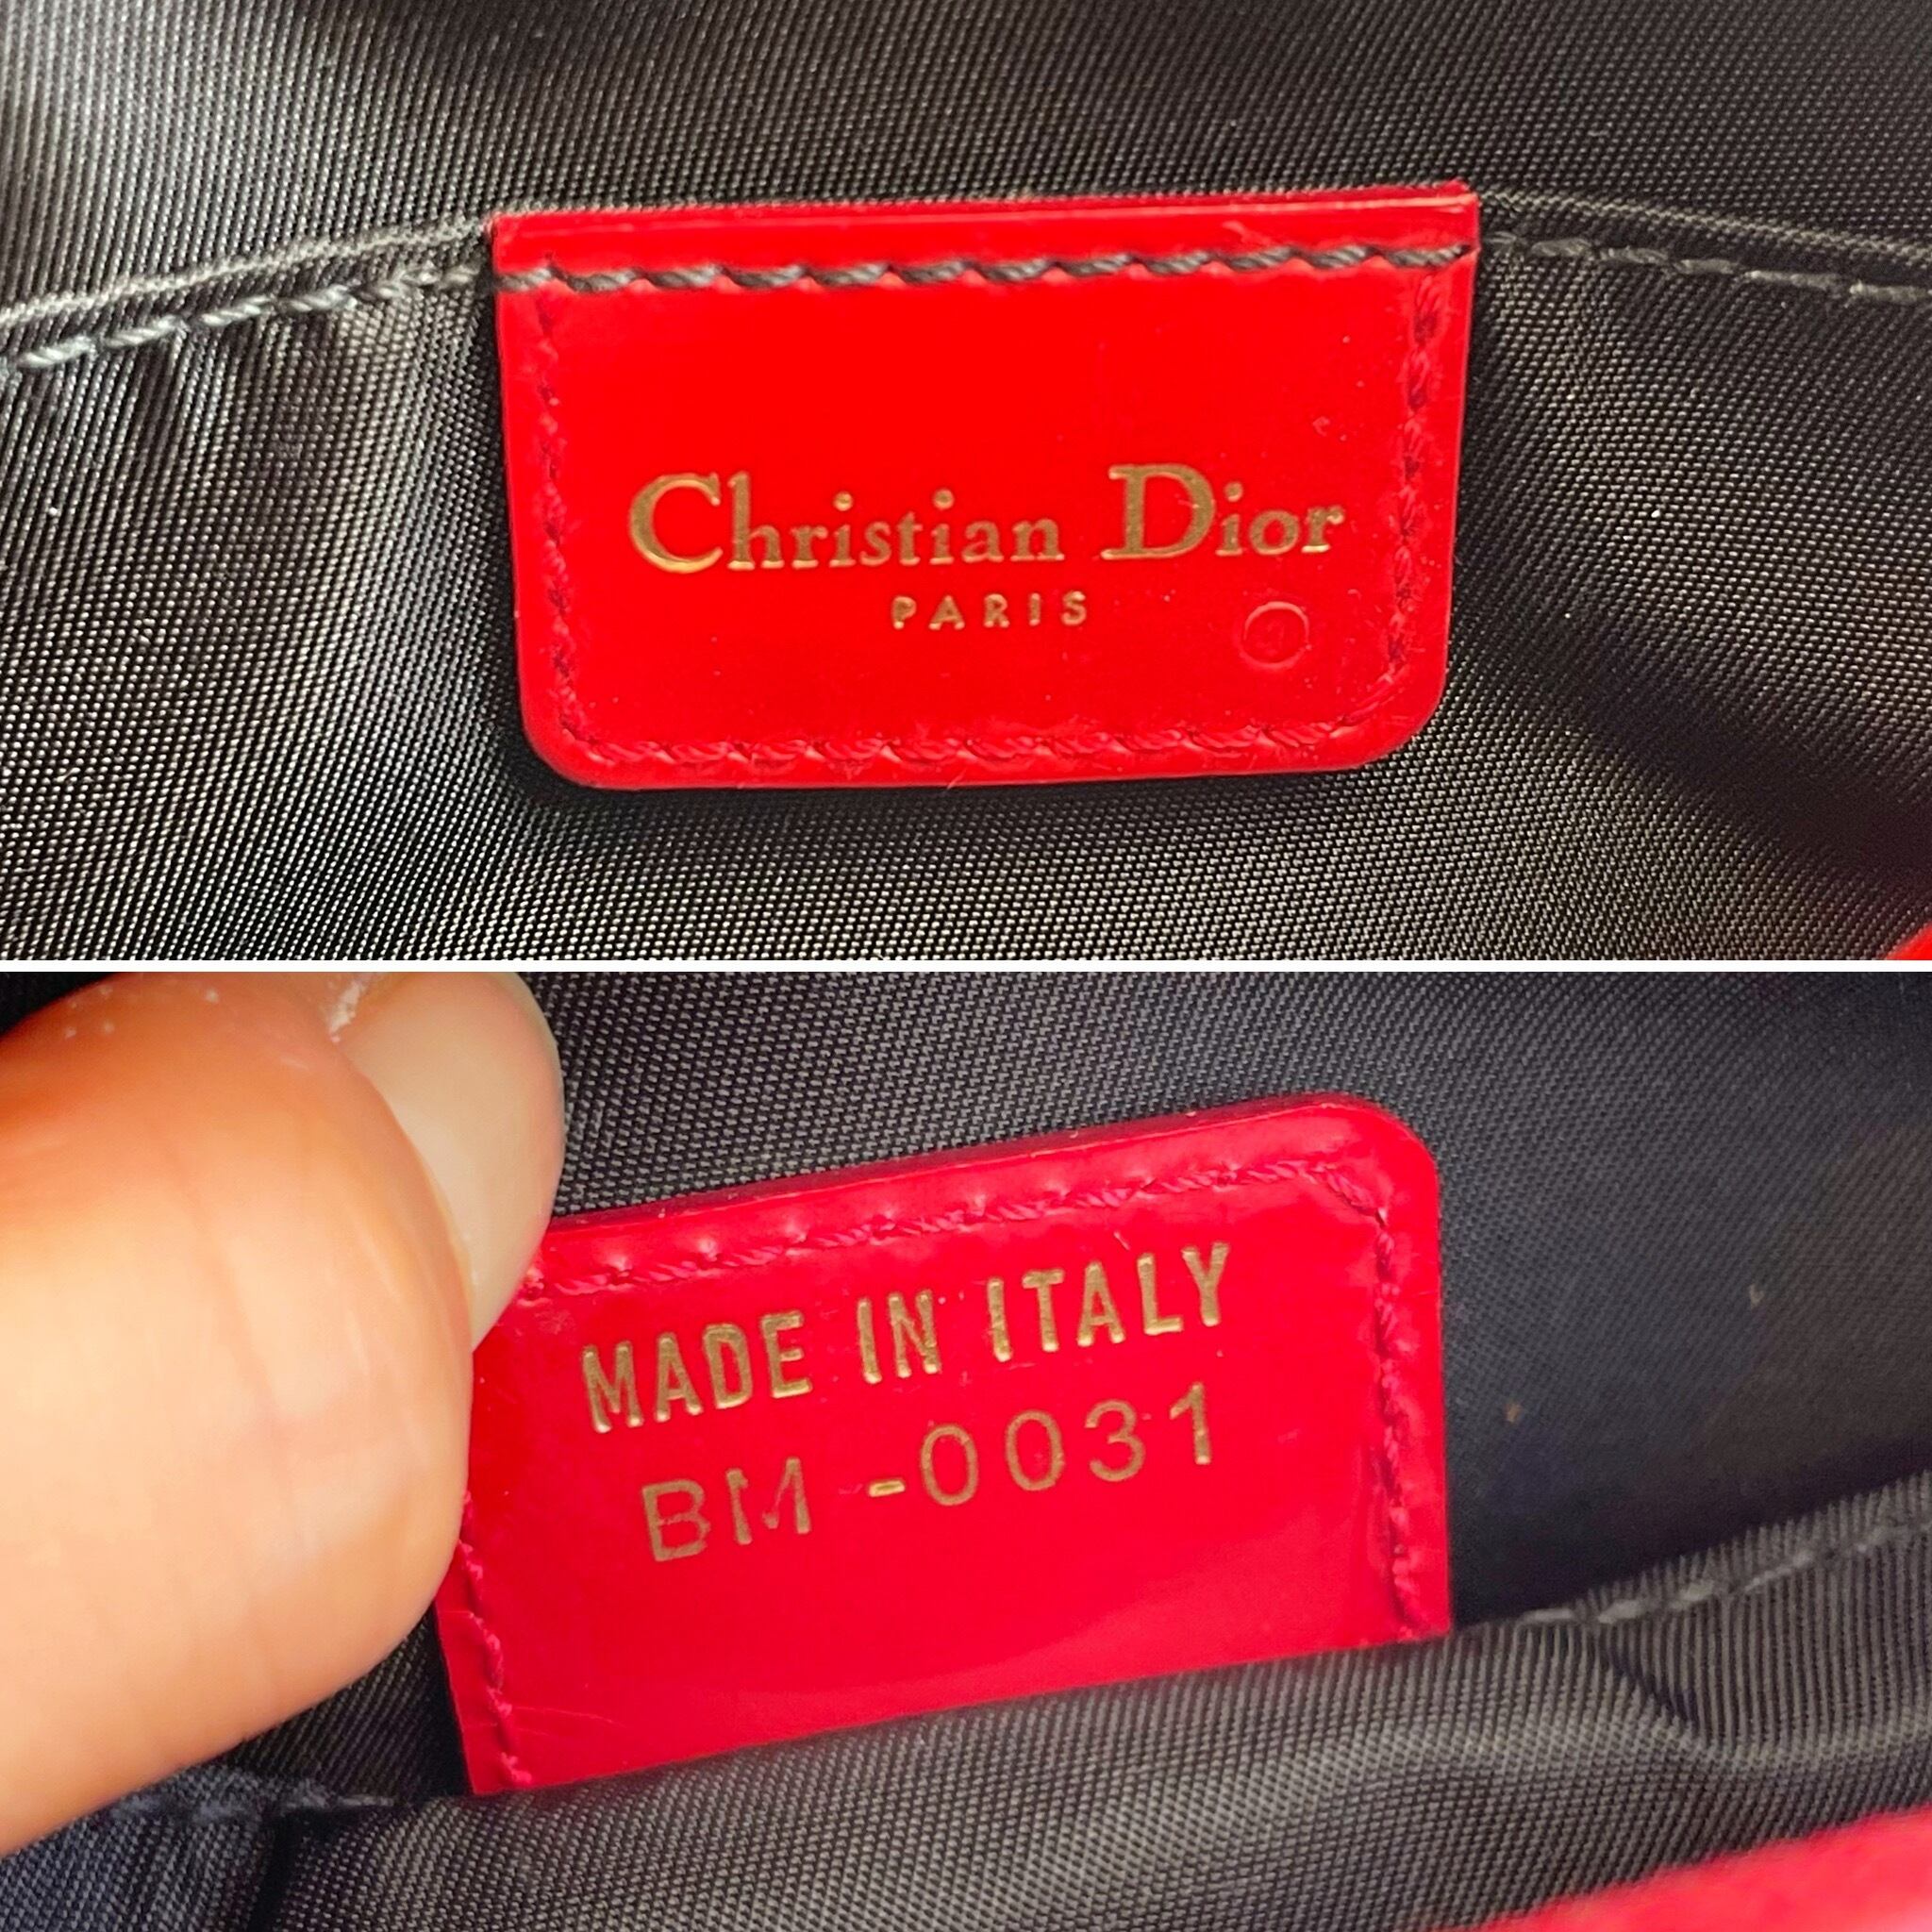 Christian Dior
PARIS
MADE IN ITALY
BM-0031